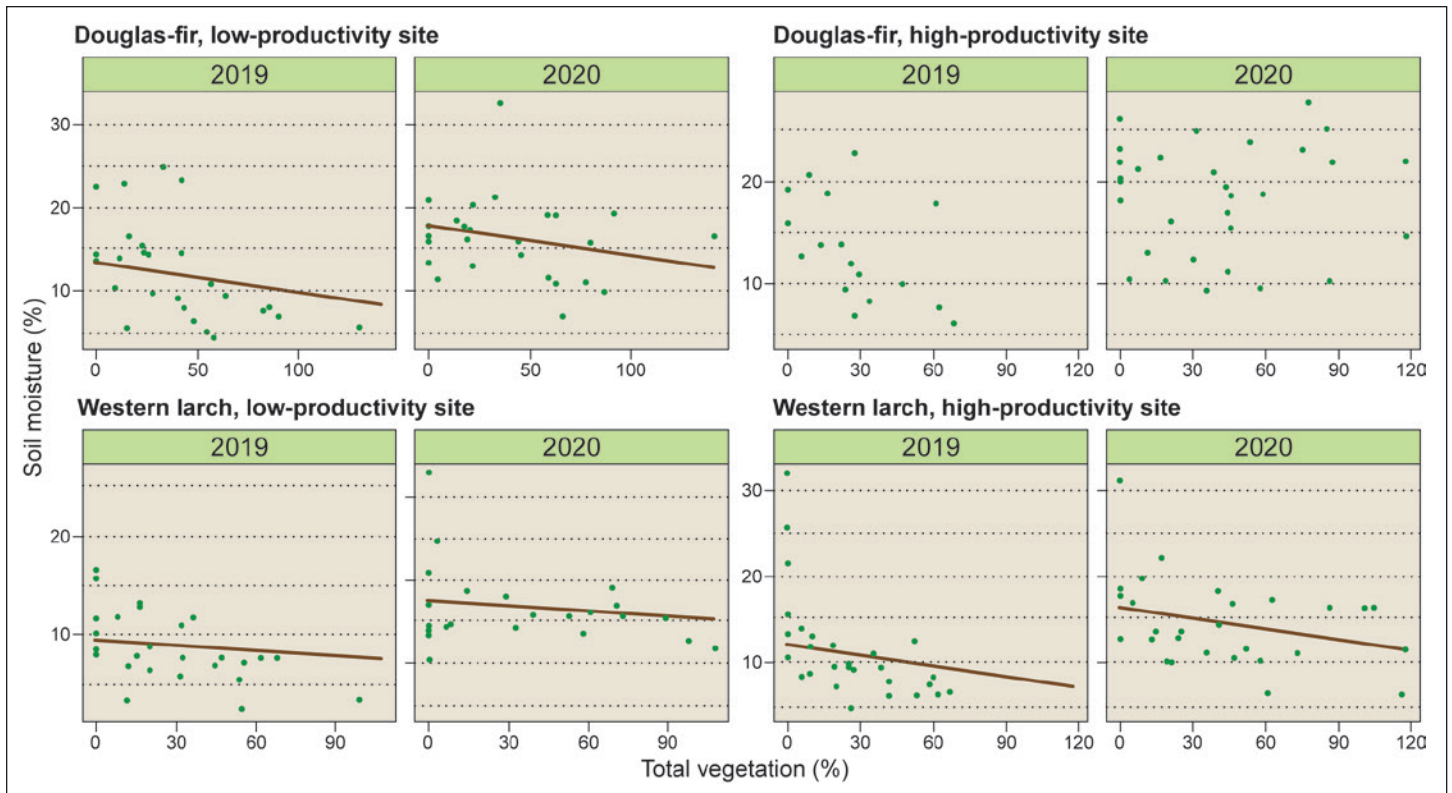 Douglas-fir, low-productivity site
2019 2020
30
20
10
0 50 100 0 50 100
Douglas-fir, high-productivity site
2019 2020
20
10
0 30 60 90 120 0 30 60 90 120
Western larch, low-productivity site
2019 2020
20
10
0 30 60 90 0 30 60 90
Western larch, high-productivity site
2019 2020
30
20
10
0 30 60 90 120 0 30 60 90 120
Soil moisture (%)
Total vegetation (%)